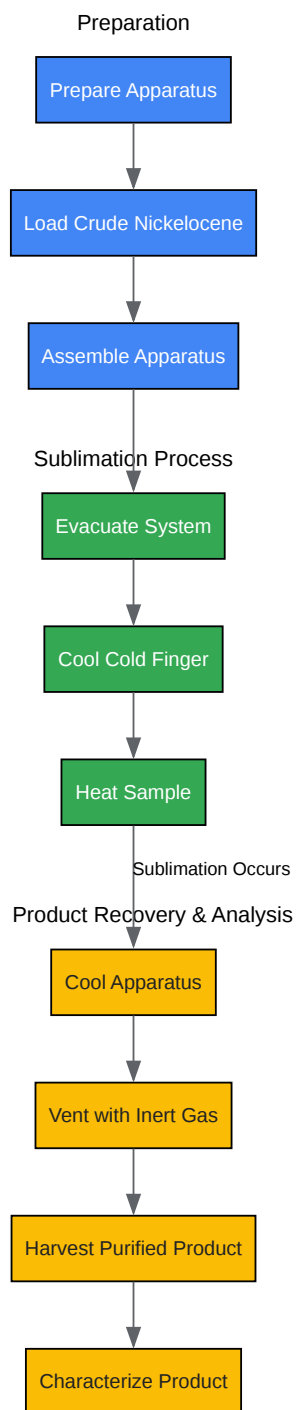 Preparation
Prepare Apparatus
Load Crude Nickelocene
Assemble Apparatus
Sublimation Process
Evacuate System
Cool Cold Finger
Heat Sample
Sublimation Occurs
Product Recovery & Analysis
Cool Apparatus
Vent with Inert Gas
Harvest Purified Product
Characterize Product